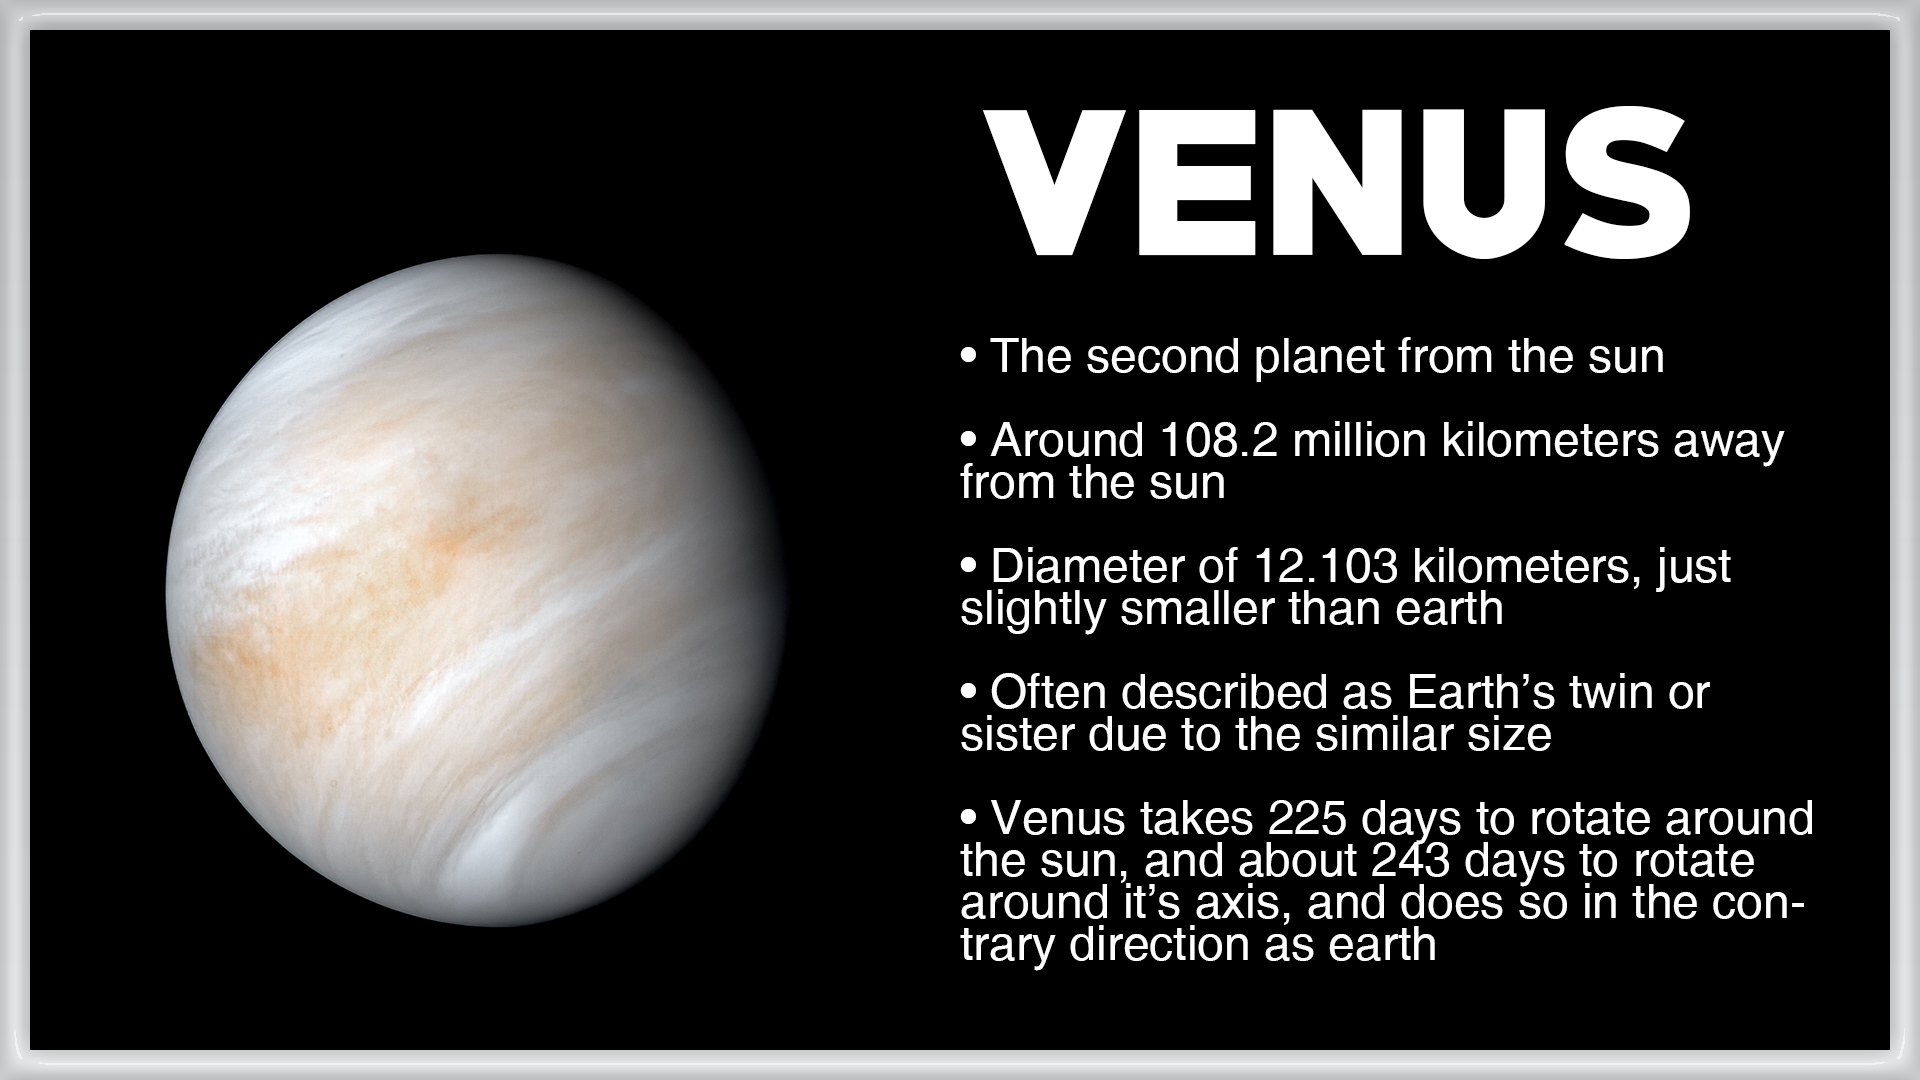 VENUS
• The second planet from the sun
• Around 108.2 million kilometers away
from the sun
• Diameter of 12.103 kilometers, just
slightly smaller than earth
• Often described as Earth’s twin or
sister due to the similar size
• Venus takes 225 days to rotate around
the sun, and about 243 days to rotate
around it’s axis, and does so in the con-
trary direction as earth